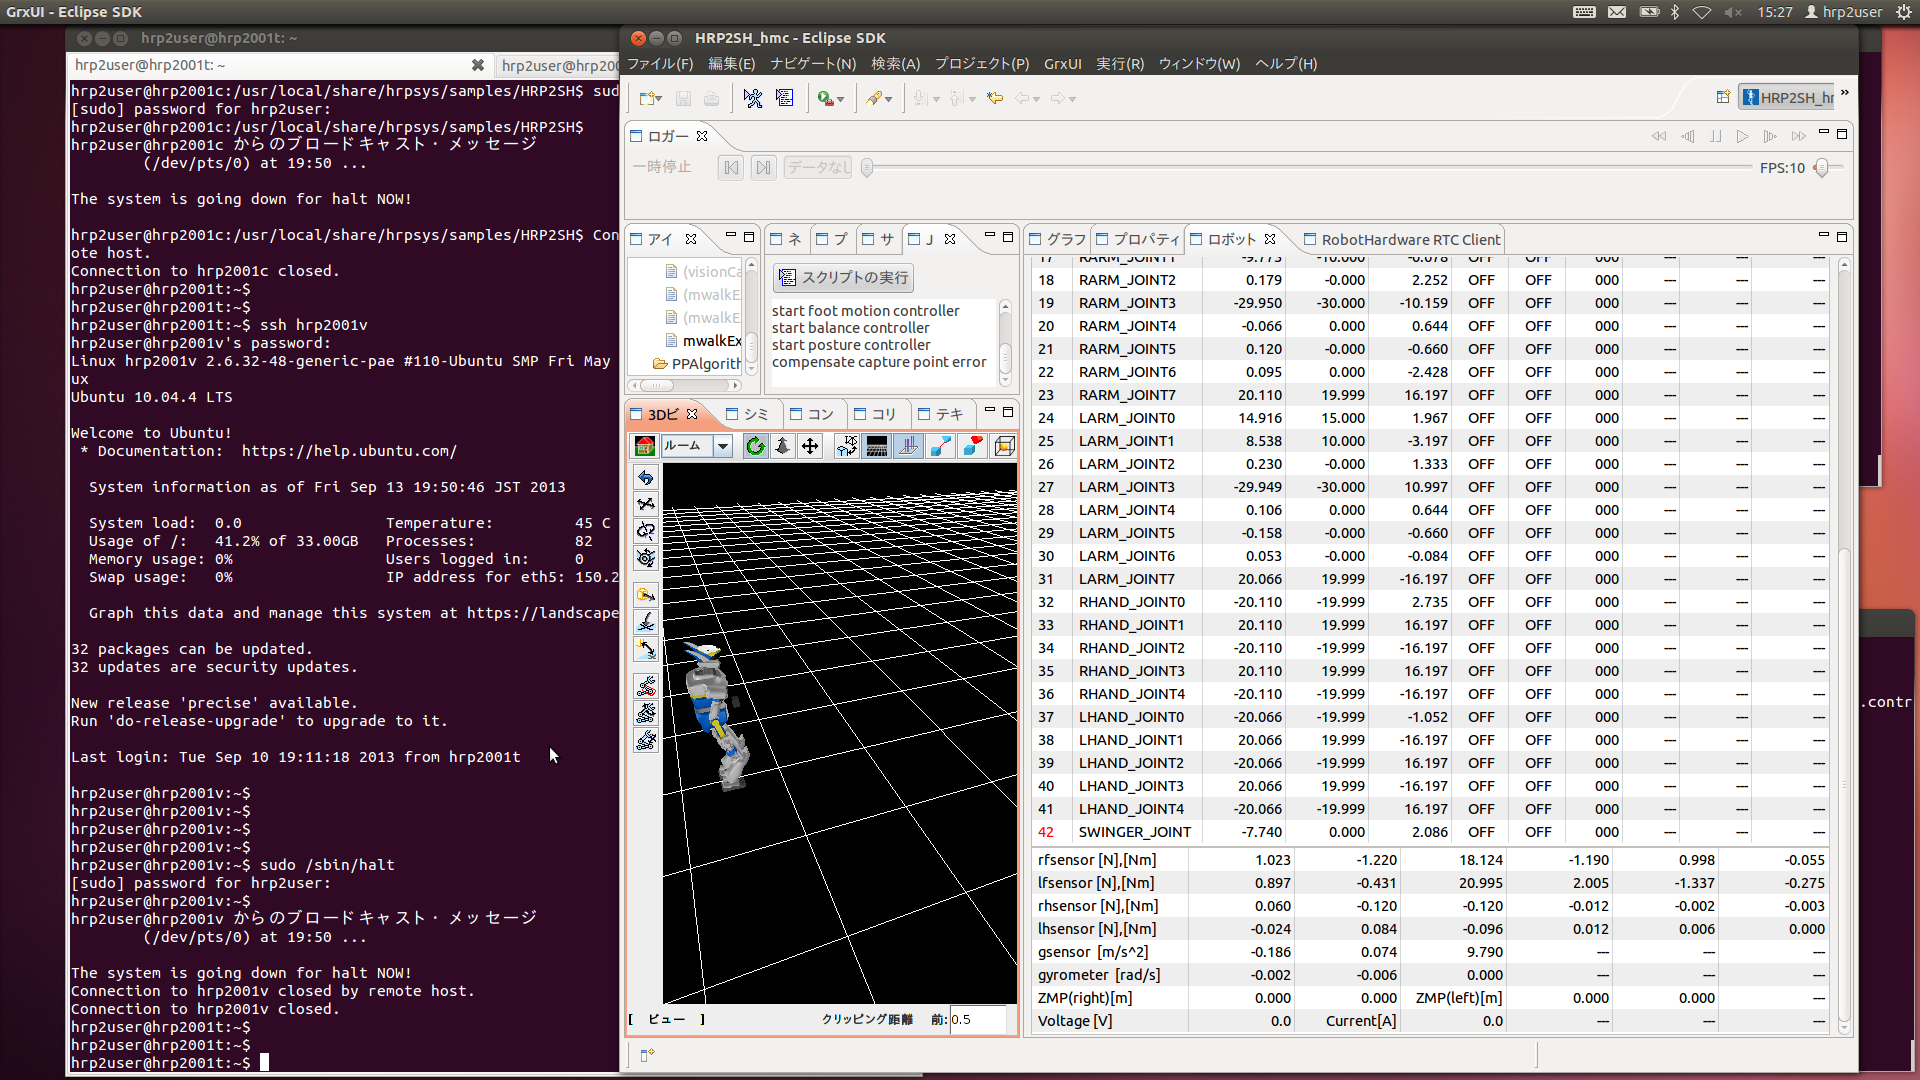 GrxUI - Eclipse SDK
15:27
hrp2user
hrp2user@hrp2001t: ~
hrp2user@hrp2001t: ~
hrp2user@hrp200
hrp2user@hrp2001c:/usr/local/share/hrpsys/samples/HRP2SH$ sud
[sudo] password for hrp2user:
hrp2user@hrp2001c:/usr/local/share/hrpsys/samples/HRP2SH$
hrp2user@hrp2001c からのブロードキャスト・メッセージ
(/dev/pts/0) at 19:50 ...
The system is going down for halt NOW!
hrp2user@hrp2001c:/usr/local/share/hrpsys/samples/HRP2SH$ Con
ote host.
Connection to hrp2001c closed.
hrp2user@hrp2001t:~$
hrp2user@hrp2001t:~$
hrp2user@hrp2001t:~$ ssh hrp2001v
hrp2user@hrp2001v's password:
Linux hrp2001v 2.6.32-48-generic-pae #110-Ubuntu SMP Fri May
ux
Ubuntu 10.04.4 LTS
Welcome to Ubuntu!
* Documentation:  https://help.ubuntu.com/
System information as of Fri Sep 13 19:50:46 JST 2013
System load:  0.0 Temperature: 45 C
Usage of /:   41.2% of 33.00GB Processes: 82
Memory usage: 0% Users logged in: 0
Swap usage:   0% IP address for eth5: 150.2
Graph this data and manage this system at https://landscape
32 packages can be updated.
32 updates are security updates.
New release 'precise' available.
Run 'do-release-upgrade' to upgrade to it.
Last login: Tue Sep 10 19:11:18 2013 from hrp2001t
hrp2user@hrp2001v:~$
hrp2user@hrp2001v:~$
hrp2user@hrp2001v:~$
hrp2user@hrp2001v:~$
hrp2user@hrp2001v:~$ sudo /sbin/halt
[sudo] password for hrp2user:
hrp2user@hrp2001v:~$
hrp2user@hrp2001v からのブロードキャスト・メッセージ
(/dev/pts/0) at 19:50 ...
The system is going down for halt NOW!
Connection to hrp2001v closed by remote host.
Connection to hrp2001v closed.
hrp2user@hrp2001t:~$
hrp2user@hrp2001t:~$
hrp2user@hrp2001t:~$
HRP2SH_hmc - Eclipse SDK
ファイル(F) 編集(E) ナビゲート(N) 検索(A) プロジェクト(P) GrxUI 実行(R) ウィンドウ(W) ヘルプ(H)
HRP2SH_hr
ロガー
一時停止 データなし FPS:10
アイ
(visionCa
(mwalkE
(mwalkE
mwalkEx
PPAlgorith
ネ プ サ J
スクリプトの実行
start foot motion controller
start balance controller
start posture controller
compensate capture point error
3Dビ シミ コン コリ テキ
ルーム
[ ビュー ] クリッピング距離 前: 0.5
グラフ プロパティ ロボット RobotHardware RTC Client
17 RARM_JOINT1 -9.773 -10.000 -0.678 OFF OFF 000 --- --- ---
18 RARM_JOINT2 0.179 -0.000 2.252 OFF OFF 000 --- --- ---
19 RARM_JOINT3 -29.950 -30.000 -10.159 OFF OFF 000 --- --- ---
20 RARM_JOINT4 -0.066 0.000 0.644 OFF OFF 000 --- --- ---
21 RARM_JOINT5 0.120 -0.000 -0.660 OFF OFF 000 --- --- ---
22 RARM_JOINT6 0.095 0.000 -2.428 OFF OFF 000 --- --- ---
23 RARM_JOINT7 20.110 19.999 16.197 OFF OFF 000 --- --- ---
24 LARM_JOINT0 14.916 15.000 1.967 OFF OFF 000 --- --- ---
25 LARM_JOINT1 8.538 10.000 -3.197 OFF OFF 000 --- --- ---
26 LARM_JOINT2 0.230 -0.000 1.333 OFF OFF 000 --- --- ---
27 LARM_JOINT3 -29.949 -30.000 10.997 OFF OFF 000 --- --- ---
28 LARM_JOINT4 0.106 0.000 0.644 OFF OFF 000 --- --- ---
29 LARM_JOINT5 -0.158 -0.000 -0.660 OFF OFF 000 --- --- ---
30 LARM_JOINT6 0.053 -0.000 -0.084 OFF OFF 000 --- --- ---
31 LARM_JOINT7 20.066 19.999 -16.197 OFF OFF 000 --- --- ---
32 RHAND_JOINT0 -20.110 -19.999 2.735 OFF OFF 000 --- --- ---
33 RHAND_JOINT1 20.110 19.999 16.197 OFF OFF 000 --- --- ---
34 RHAND_JOINT2 -20.110 -19.999 16.197 OFF OFF 000 --- --- ---
35 RHAND_JOINT3 20.110 19.999 16.197 OFF OFF 000 --- --- ---
36 RHAND_JOINT4 -20.110 -19.999 16.197 OFF OFF 000 --- --- ---
37 LHAND_JOINT0 -20.066 -19.999 -1.052 OFF OFF 000 --- --- ---
38 LHAND_JOINT1 20.066 19.999 -16.197 OFF OFF 000 --- --- ---
39 LHAND_JOINT2 -20.066 -19.999 16.197 OFF OFF 000 --- --- ---
40 LHAND_JOINT3 20.066 19.999 -16.197 OFF OFF 000 --- --- ---
41 LHAND_JOINT4 -20.066 -19.999 16.197 OFF OFF 000 --- --- ---
42 SWINGER_JOINT -7.740 0.000 2.086 OFF OFF 000 --- --- ---
rfsensor [N],[Nm] 1.023 -1.220 18.124 -1.190 0.998 -0.055
lfsensor [N],[Nm] 0.897 -0.431 20.995 2.005 -1.337 -0.275
rhsensor [N],[Nm] 0.060 -0.120 -0.120 -0.012 -0.002 -0.003
lhsensor [N],[Nm] -0.024 0.084 -0.096 0.012 0.006 0.000
gsensor [m/s^2] -0.186 0.074 9.790 --- --- ---
gyrometer [rad/s] -0.002 -0.006 0.000 --- --- ---
ZMP(right)[m] 0.000 0.000 ZMP(left)[m] 0.000 0.000 ---
Voltage [V] 0.0 Current[A] 0.0 --- --- ---
.contr